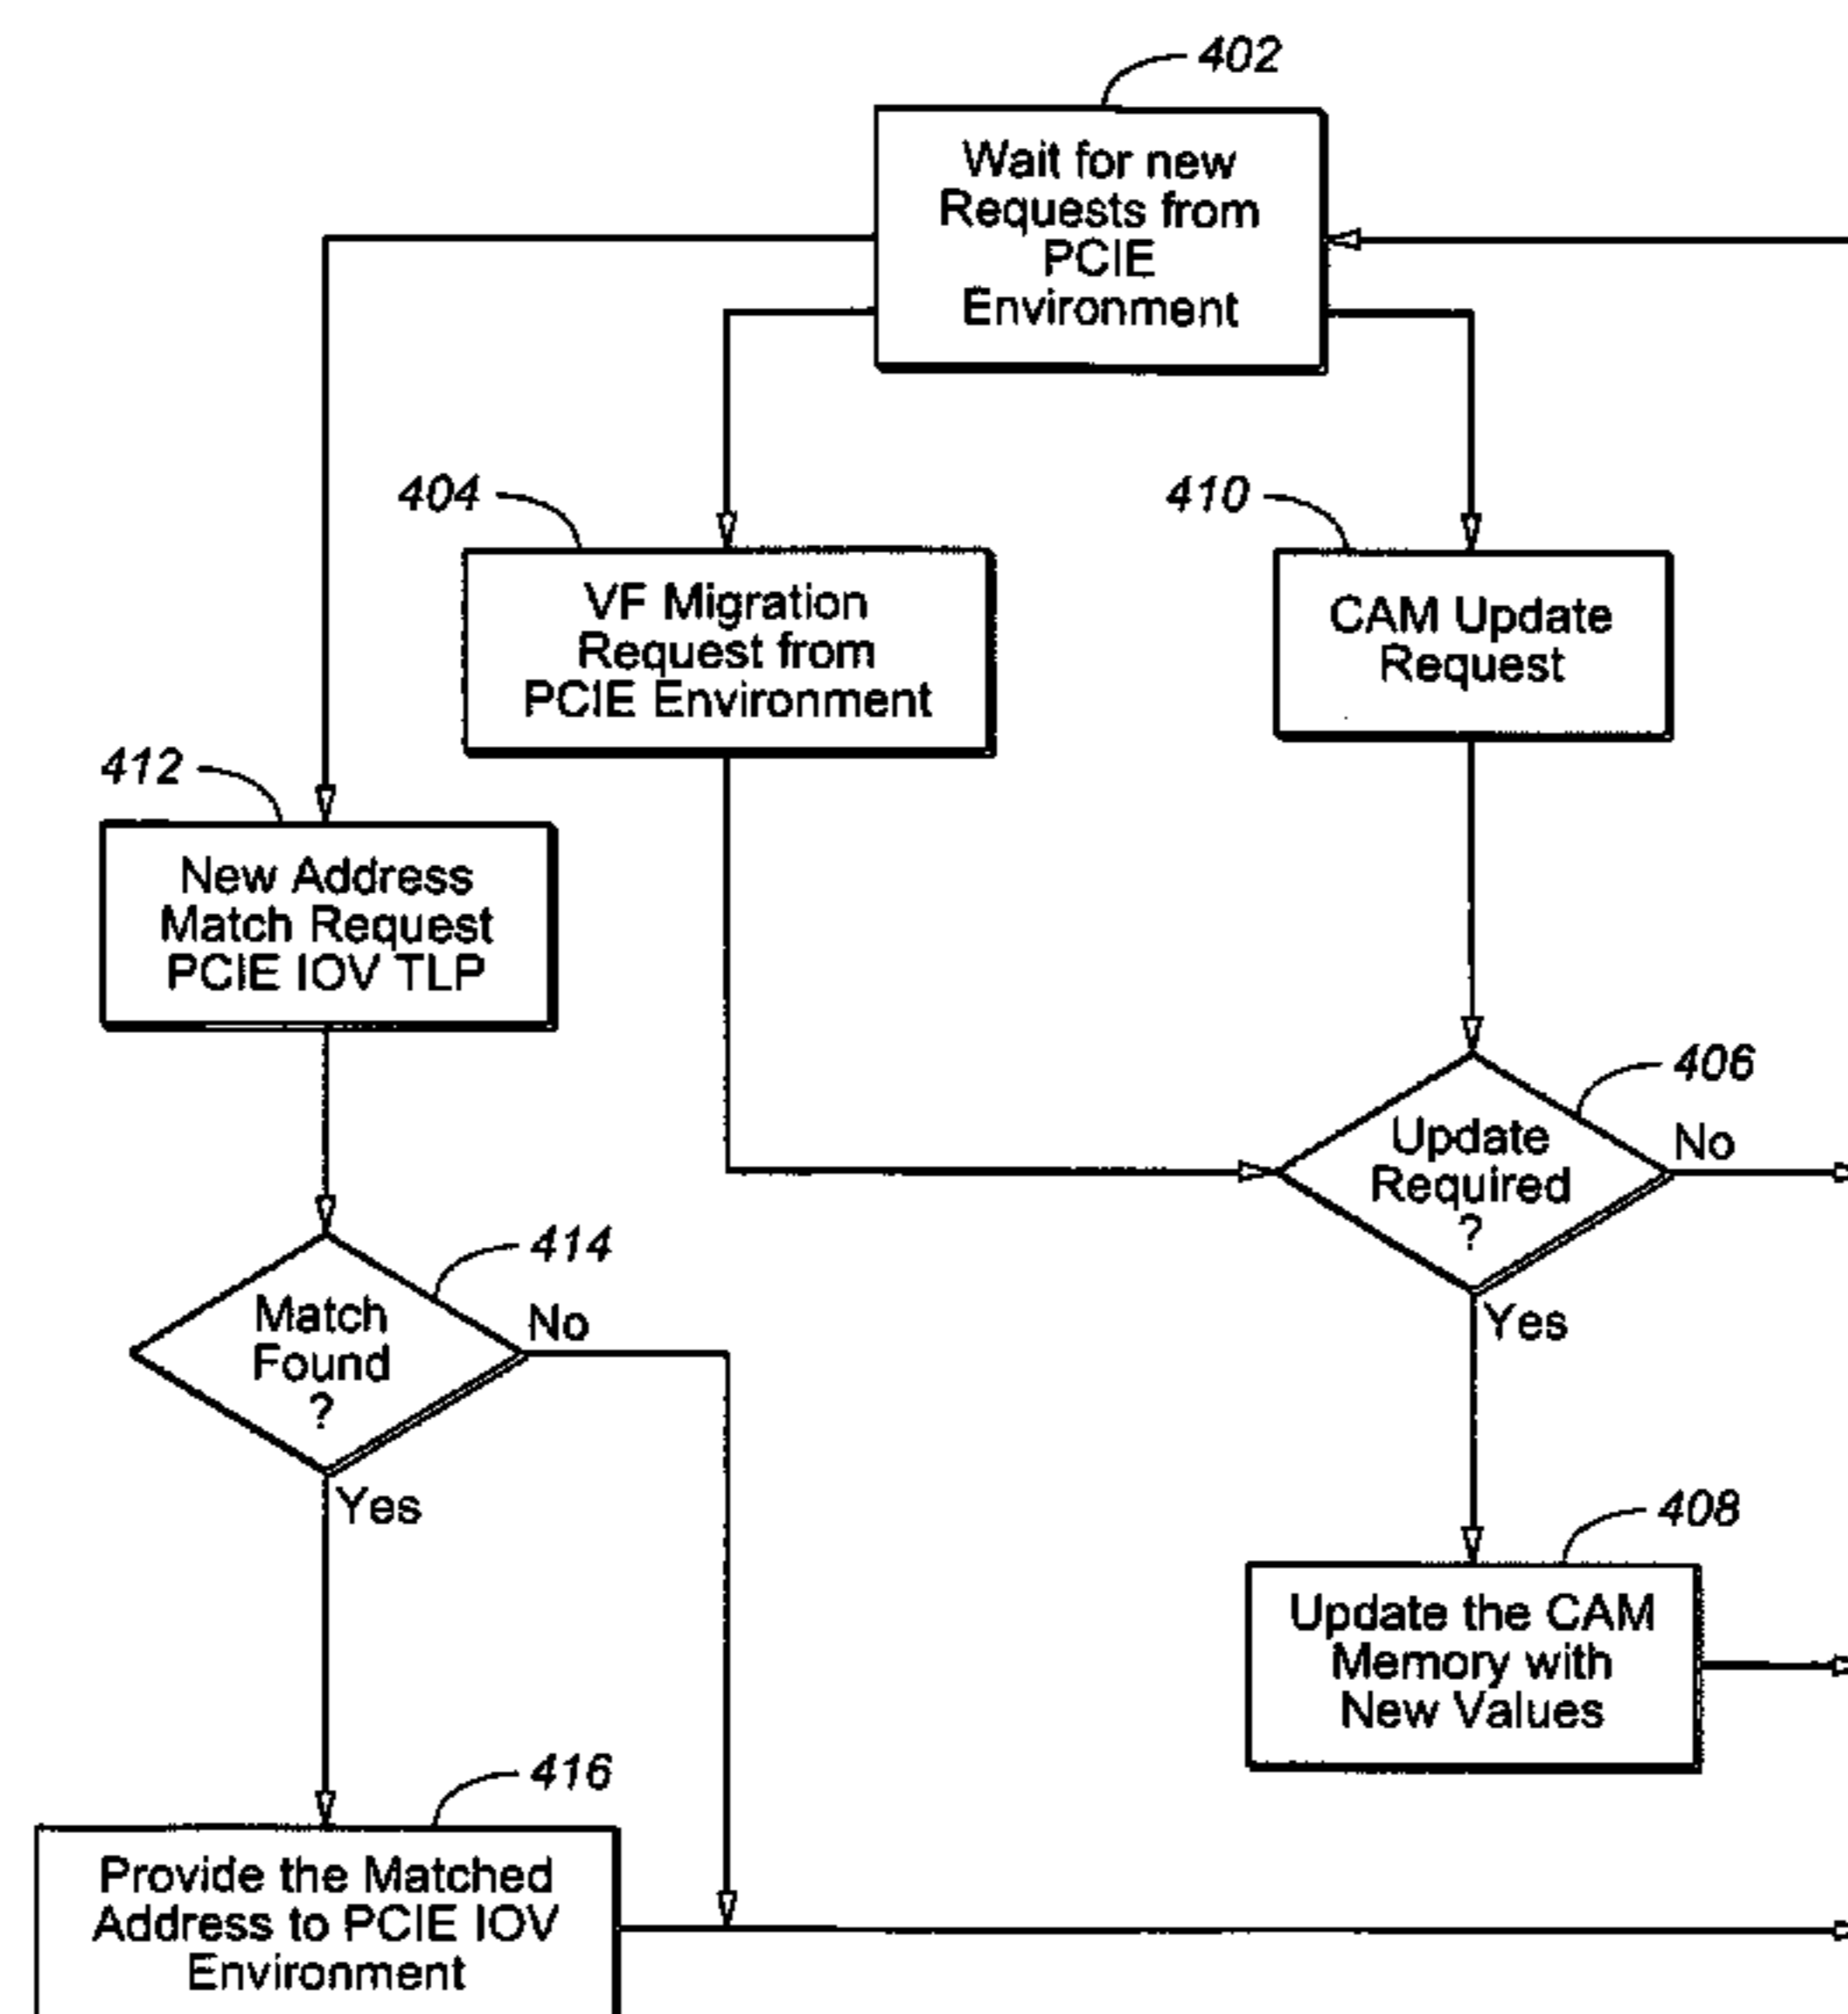 402
Wait for new
Requests from
PCIE
Environment
404
VF Migration
Request from
PCIE Environment
410
CAM Update
Request
412
New Address
Match Request
PCIE IOV TLP
406
Update
Required
?
No
Yes
414
Match
Found
?
No
Yes
408
Update the CAM
Memory with
New Values
416
Provide the Matched
Address to PCIE IOV
Environment